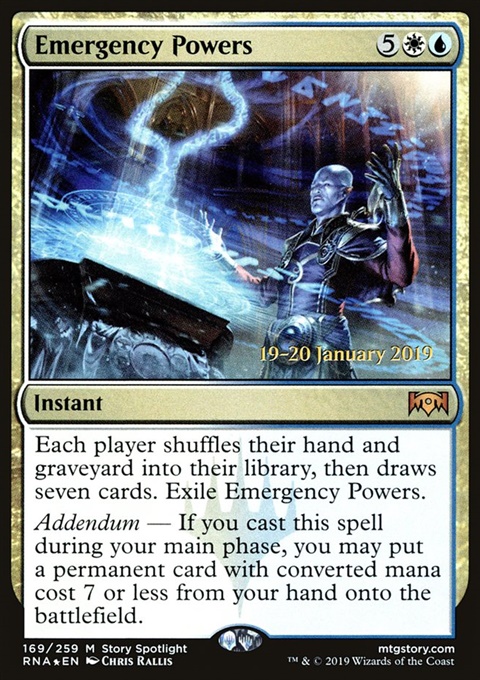 Emergency Powers 5
19–20 January 2019
Instant
Each player shuffles their hand and
graveyard into their library, then draws
seven cards. Exile Emergency Powers.
Addendum — If you cast this spell
during your main phase, you may put
a permanent card with converted mana
cost 7 or less from your hand onto the
battlefield.
169/259 M Story Spotlight
RNA★EN Chris Rallis
mtgstory.com
™ & © 2019 Wizards of the Coast